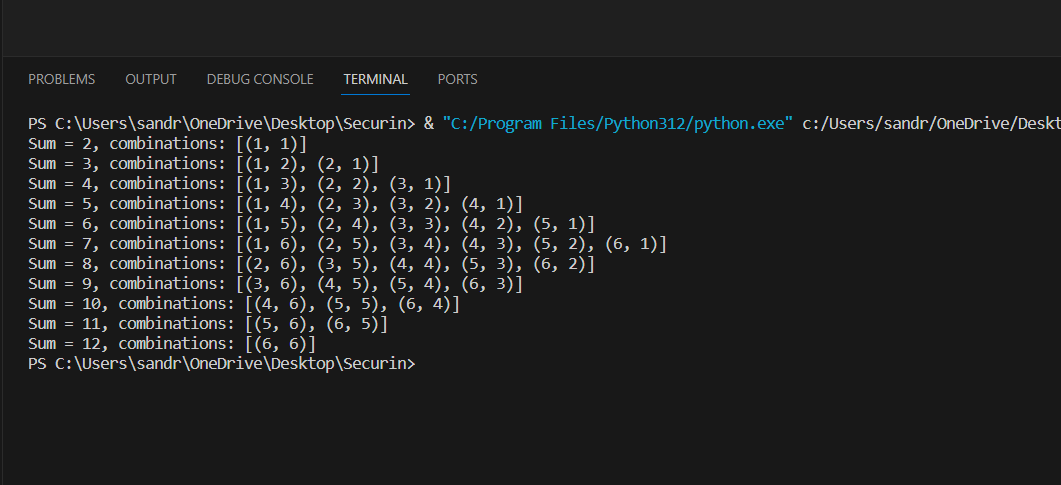 PROBLEMS OUTPUT DEBUG CONSOLE TERMINAL PORTS
PS C:\Users\sandr\OneDrive\Desktop\Securin> & "C:/Program Files/Python312/python.exe" c:/Users/sandr/OneDrive/Deskt
Sum = 2, combinations: [(1, 1)]
Sum = 3, combinations: [(1, 2), (2, 1)]
Sum = 4, combinations: [(1, 3), (2, 2), (3, 1)]
Sum = 5, combinations: [(1, 4), (2, 3), (3, 2), (4, 1)]
Sum = 6, combinations: [(1, 5), (2, 4), (3, 3), (4, 2), (5, 1)]
Sum = 7, combinations: [(1, 6), (2, 5), (3, 4), (4, 3), (5, 2), (6, 1)]
Sum = 8, combinations: [(2, 6), (3, 5), (4, 4), (5, 3), (6, 2)]
Sum = 9, combinations: [(3, 6), (4, 5), (5, 4), (6, 3)]
Sum = 10, combinations: [(4, 6), (5, 5), (6, 4)]
Sum = 11, combinations: [(5, 6), (6, 5)]
Sum = 12, combinations: [(6, 6)]
PS C:\Users\sandr\OneDrive\Desktop\Securin>